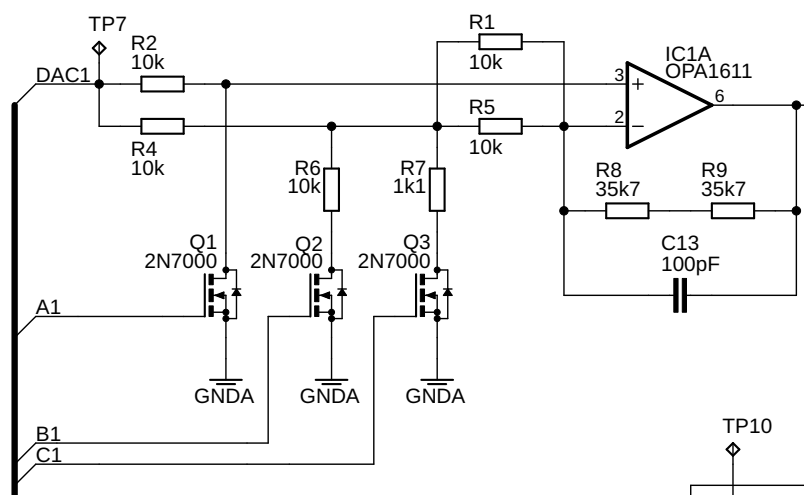 TP7
R1
10k
R2
10k
DAC1
IC1A
OPA1611
3
+
2
−
6
R4
10k
R5
10k
R6
10k
R7
1k1
R8
35k7
R9
35k7
C13
100pF
Q1
2N7000
Q2
2N7000
Q3
2N7000
A1
GNDA
GNDA
GNDA
B1
C1
TP10